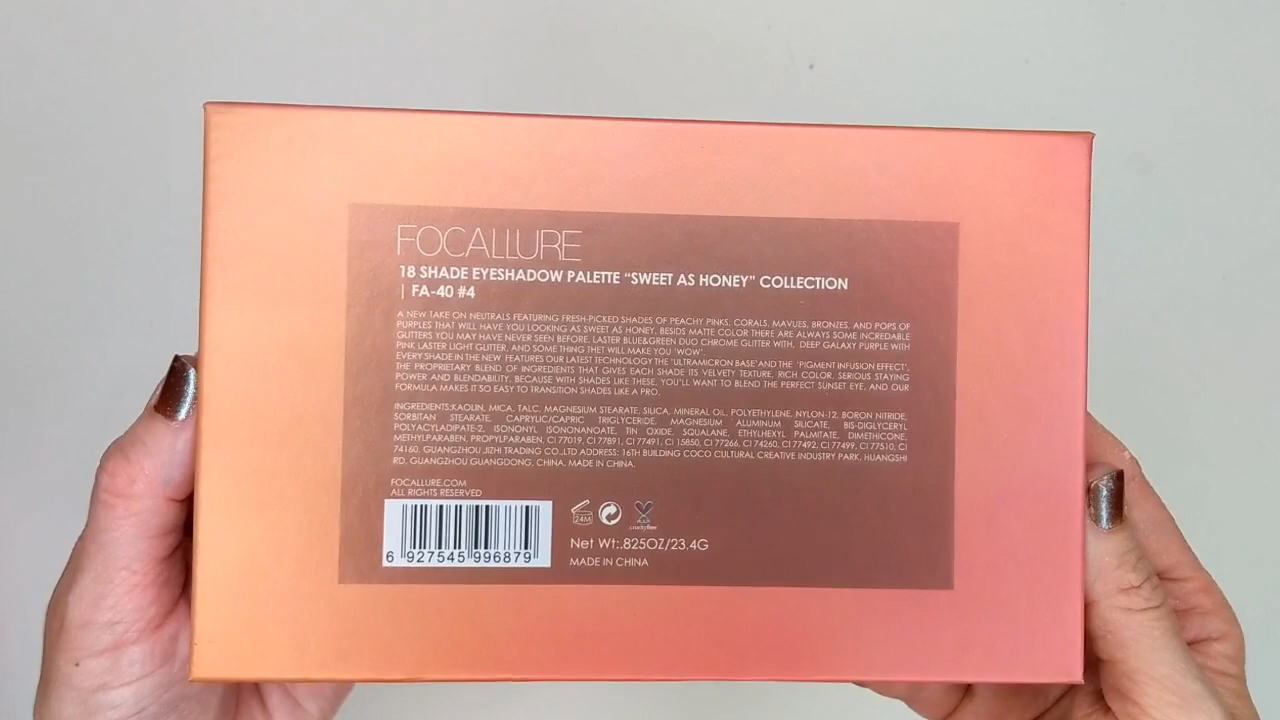 FOCALLURE
18 SHADE EYESHADOW PALETTE “SWEET AS HONEY” COLLECTION
| FA-40 #4
A NEW TAKE ON NEUTRALS FEATURING FRESH-PICKED SHADES OF PEACHY PINKS, CORALS, MAVUES, BRONZES, AND POPS OF
PURPLES THAT WILL HAVE YOU LOOKING AS SWEET AS HONEY. BESIDS MATTE COLOR THERE ARE ALWAYS SOME INCREDABLE
GLITTERS YOU MAY HAVE NEVER SEEN BEFORE. LASTER BLUE&GREEN DUO CHROME GLITTER WITH, DEEP GALAXY PURPLE WITH
PINK LASTER LIGHT GLITTER, AND SOME THING THET WILL MAKE YOU 'WOW'.
EVERY SHADE IN THE NEW FEATURES OUR LATEST TECHNOLOGY THE 'ULTRAMICRON BASE'AND THE 'PIGMENT INFUSION EFFECT',
THE PROPRIETARY BLEND OF INGREDIENTS THAT GIVES EACH SHADE ITS VELVETY TEXTURE, RICH COLOR, SERIOUS STAYING
POWER AND BLENDABILITY, BECAUSE WITH SHADES LIKE THESE, YOU'LL WANT TO BLEND THE PERFECT SUNSET EYE, AND OUR
FORMULA MAKES IT SO EASY TO TRANSITION SHADES LIKE A PRO.
INGREDIENTS:KAOLIN, MICA, TALC, MAGNESIUM STEARATE, SILICA, MINERAL OIL, POLYETHYLENE, NYLON-12, BORON NITRIDE,
SORBITAN STEARATE, CAPRYLIC/CAPRIC TRIGLYCERIDE, MAGNESIUM ALUMINUM SILICATE, BIS-DIGLYCERYL
POLYACYLADIPATE-2, ISONONYL ISONONANOATE, TIN OXIDE, SQUALANE, ETHYLHEXYL PALMITATE, DIMETHICONE,
METHYLPARABEN, PROPYLPARABEN, CI 77019, CI 77891, CI 77491, CI 15850, CI 77266, CI 74260, CI 77492, CI 77499, CI 77510, CI
74160. GUANGZHOU JIZHI TRADING CO.,LTD ADDRESS: 16TH BUILDING COCO CULTURAL CREATIVE INDUSTRY PARK, HUANGSHI
RD, GUANGZHOU GUANGDONG, CHINA. MADE IN CHINA.
FOCALLURE.COM
ALL RIGHTS RESERVED
6 927545 996879
24M
crueltyfree
Net Wt:.825OZ/23.4G
MADE IN CHINA